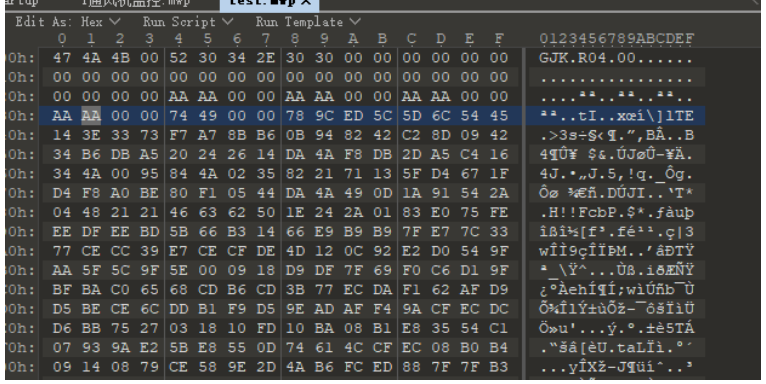 artup 1通风机监控.mwp test.mwp ×
Edit As: Hex Run Script Run Template
0 1 2 3 4 5 6 7 8 9 A B C D E F 0123456789ABCDEF
00h: 47 4A 4B 00 52 30 34 2E 30 30 00 00 00 00 00 00 GJK.R04.00......
10h: 00 00 00 00 00 00 00 00 00 00 00 00 00 00 00 00 ................
20h: 00 00 00 00 AA AA 00 00 AA AA 00 00 AA AA 00 00 ....ªª..ªª..ªª..
30h: AA AA 00 00 74 49 00 00 78 9C ED 5C 5D 6C 54 45 ªª..tI..xœí\]lTE
0h: 14 3E 33 73 F7 A7 8B B6 0B 94 82 42 C2 8D 09 42 .>3s÷§‹¶.”‚BÂ..B
0h: 34 B6 DB A5 20 24 26 14 DA 4A F8 DB 2D A5 C4 16 4¶Û¥ $&.ÚJøÛ-¥Ä.
0h: 34 4A 00 95 84 4A 02 35 82 21 71 13 5F D4 67 1F 4J.•„J.5‚!q._Ôg.
70h: D4 F8 A0 BE 80 F1 05 44 DA 4A 49 0D 1A 91 54 2A Ôø ¾€ñ.DÚJI..‘T*
0h: 04 48 21 21 46 63 62 50 1E 24 2A 01 83 E0 75 FE .H!!FcbP.$*.ƒàuþ
0h: EE DF EE BD 5B 66 B3 14 66 E9 B9 B9 7F E7 7C 33 îßî½[f³.fé¹¹.ç|3
0h: 77 CE CC 39 E7 CE CF DE 4D 12 0C 92 E2 D0 54 9F wÎÌ9çÎÏÞM..’âÐTŸ
0h: AA 5F 5C 9F 5E 00 09 18 D9 DF 7F 69 F0 C6 D1 9F ª_\Ÿ^...Ùß.iðÆÑŸ
0h: BF BA C0 65 68 CD B6 CD 3B 77 EC DA F1 62 AF D9 ¿ºÀehÍ¶Í;wìÚñb¯Ù
0h: D5 BE CE 6C DD B1 F9 D5 9E AD AF F4 9A CF EC DC Õ¾ÎlÝ±ùÕž-¯ôšÏìÜ
0h: D6 BB 75 27 03 18 10 FD 10 BA 08 B1 E8 35 54 C1 Ö»u'...ý.º.±è5TÁ
0h: 07 93 9A E2 5B E8 55 0D 74 61 4C CF EC 08 B0 B4 .“šâ[èU.taLÏì.°´
0h: 09 14 08 79 CE 58 9E 2D 4A B6 FC ED 88 7F 7F B3 ...yÎXž-J¶üíˆ..³